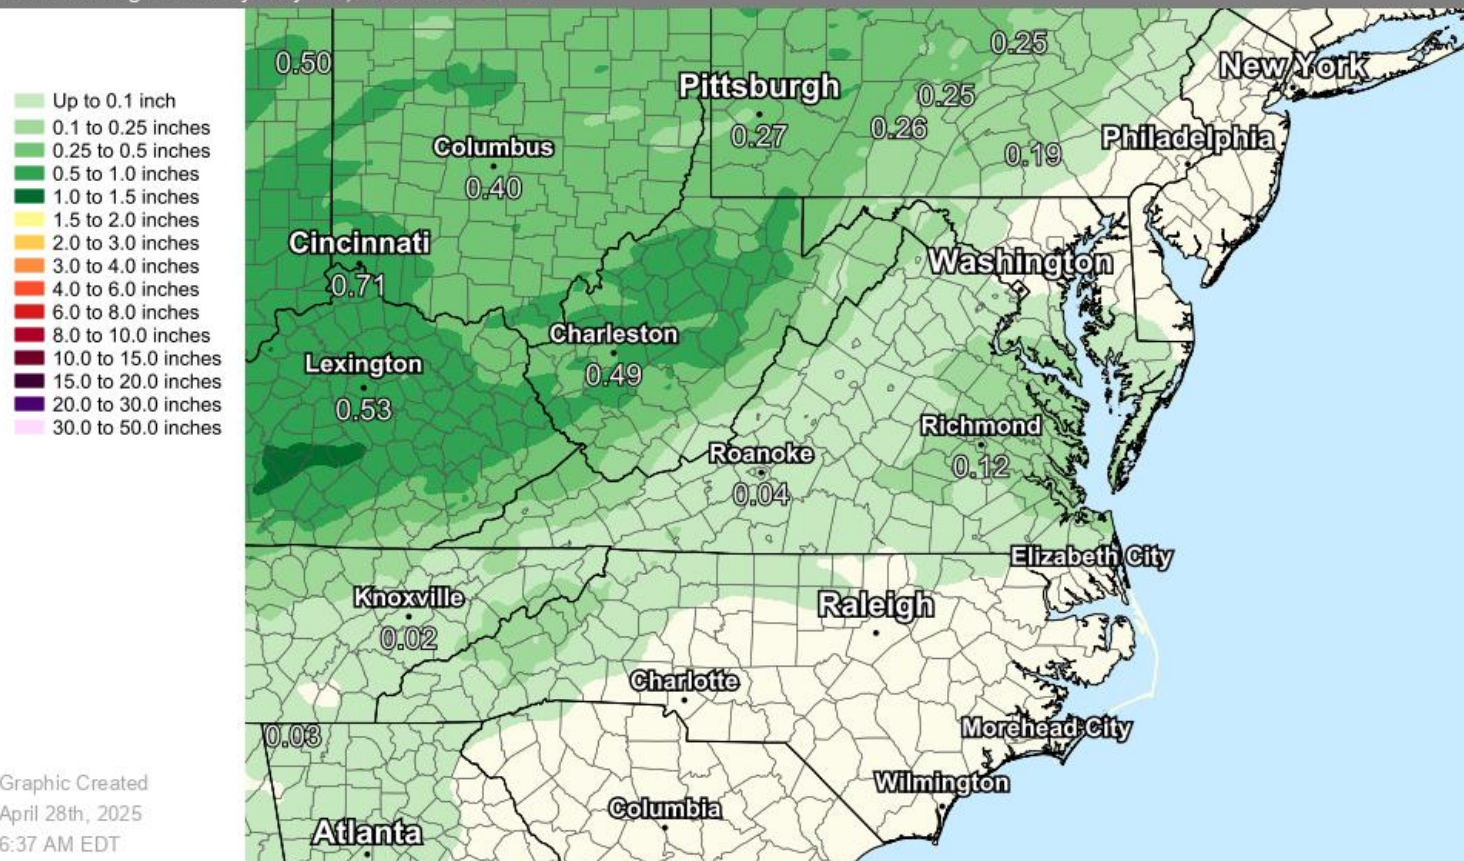 Up to 0.1 inch
0.1 to 0.25 inches
0.25 to 0.5 inches
0.5 to 1.0 inches
1.0 to 1.5 inches
1.5 to 2.0 inches
2.0 to 3.0 inches
3.0 to 4.0 inches
4.0 to 6.0 inches
6.0 to 8.0 inches
8.0 to 10.0 inches
10.0 to 15.0 inches
15.0 to 20.0 inches
20.0 to 30.0 inches
30.0 to 50.0 inches
Graphic Created
April 28th, 2025
6:37 AM EDT
0.50
0.25
New York
Pittsburgh
0.25
0.27
0.26
Philadelphia
0.19
Columbus
0.40
Cincinnati
0.71
Washington
Charleston
0.49
Lexington
0.53
Richmond
0.12
Roanoke
0.04
Elizabeth City
Knoxville
0.02
Raleigh
Charlotte
0.03
Morehead City
Wilmington
Columbia
Atlanta